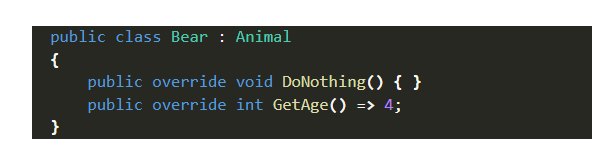 public class Bear : Animal
{
    public override void DoNothing() { }
    public override int GetAge() => 4;
}